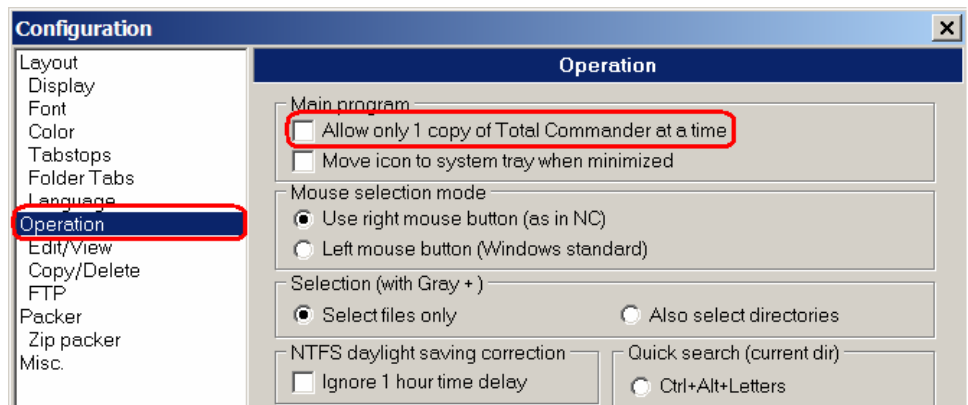 Configuration
Layout
Display
Font
Color
Tabstops
Folder Tabs
Language
Operation
Edit/View
Copy/Delete
FTP
Packer
Zip packer
Misc.
Operation
Main program
Allow only 1 copy of Total Commander at a time
Move icon to system tray when minimized
Mouse selection mode
Use right mouse button (as in NC)
Left mouse button (Windows standard)
Selection (with Gray + )
Select files only
Also select directories
NTFS daylight saving correction
Ignore 1 hour time delay
Quick search (current dir)
Ctrl+Alt+Letters